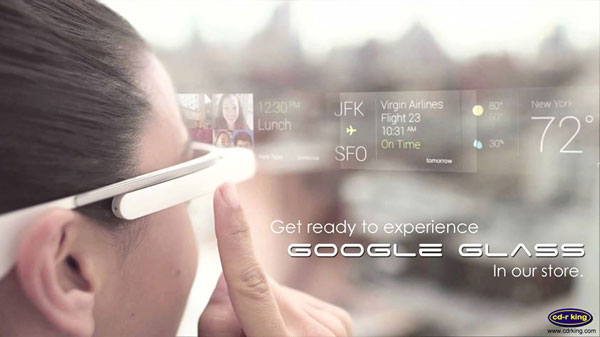 12:30 PM
Lunch
JFK
SFO
Virgin Airlines
Flight 23
10:31 AM
On Time
tomorrow
80°
30%
New York
72°
Get ready to experience
GOOGLE GLASS
In our store.
cd-r king
www.cdrking.com